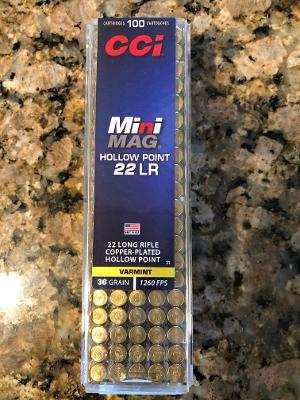 CARTRIDGES 100 CARTOUCHES
CCI
Mini
MAG
HOLLOW POINT
22 LR
22 LONG RIFLE
COPPER-PLATED
HOLLOW POINT
VARMINT
36 GRAIN 1260 FPS